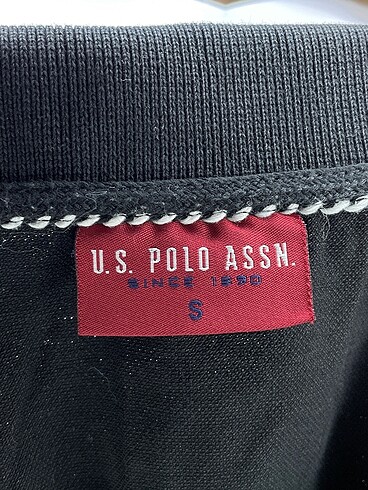 U.S. POLO ASSN.
SINCE 1890
S